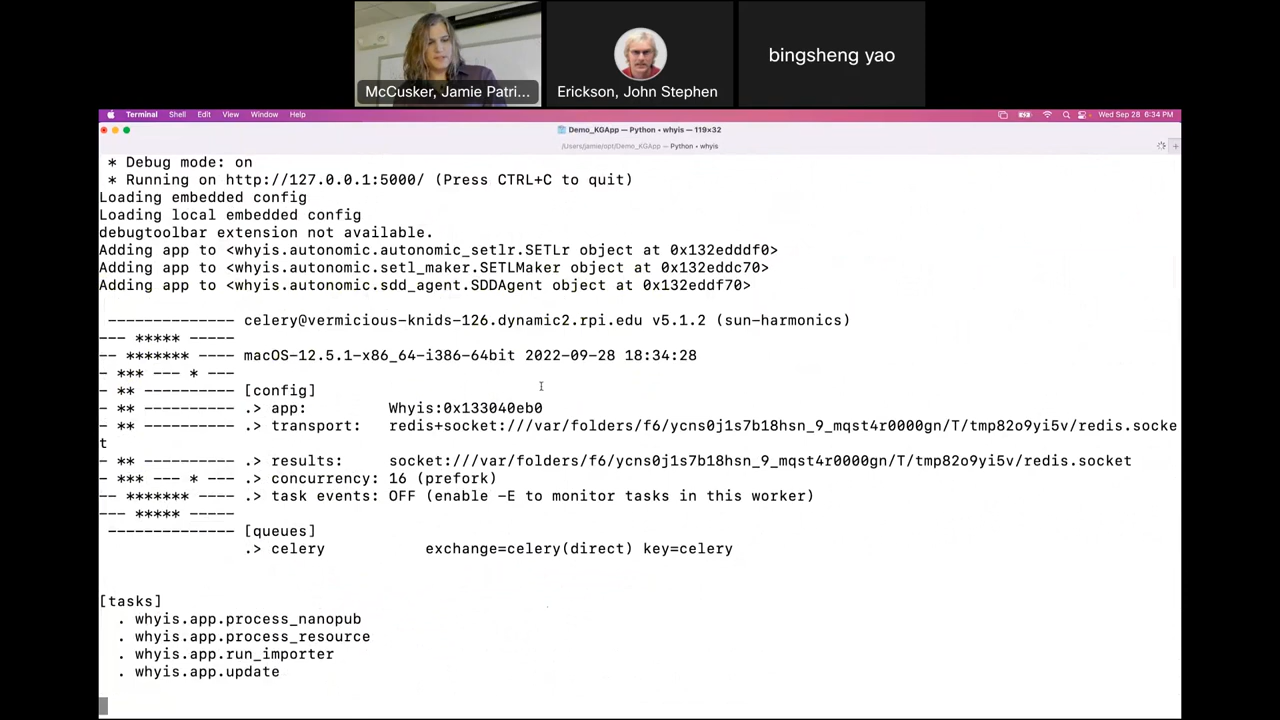 McCusker, Jamie Patri...
Erickson, John Stephen
bingsheng yao
Terminal Shell Edit View Window Help
Wed Sep 28 6:34 PM
Demo_KGApp — Python • whyis — 119×32
/Users/jamie/opt/Demo_KGApp — Python • whyis
* Debug mode: on
* Running on http://127.0.0.1:5000/ (Press CTRL+C to quit)
Loading embedded config
Loading local embedded config
debugtoolbar extension not available.
Adding app to <whyis.autonomic.autonomic_setlr.SETLr object at 0x132edddf0>
Adding app to <whyis.autonomic.setl_maker.SETLMaker object at 0x132eddc70>
Adding app to <whyis.autonomic.sdd_agent.SDDAgent object at 0x132eddf70>
-------------- celery@vermicious-knids-126.dynamic2.rpi.edu v5.1.2 (sun-harmonics)
--- ***** -----
-- ******* ---- macOS-12.5.1-x86_64-i386-64bit 2022-09-28 18:34:28
- *** --- * ---
- ** ---------- [config]
- ** ---------- .> app: Whyis:0x133040eb0
- ** ---------- .> transport: redis+socket:///var/folders/f6/ycns0j1s7b18hsn_9_mqst4r0000gn/T/tmp82o9yi5v/redis.socke
t
- ** ---------- .> results: socket:///var/folders/f6/ycns0j1s7b18hsn_9_mqst4r0000gn/T/tmp82o9yi5v/redis.socket
- *** --- * --- .> concurrency: 16 (prefork)
-- ******* ---- .> task events: OFF (enable -E to monitor tasks in this worker)
--- ***** -----
-------------- [queues]
.> celery exchange=celery(direct) key=celery
[tasks]
. whyis.app.process_nanopub
. whyis.app.process_resource
. whyis.app.run_importer
. whyis.app.update